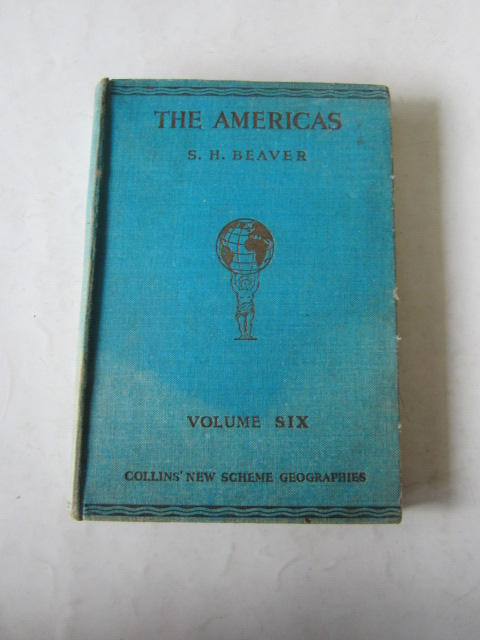 THE AMERICAS
S. H. BEAVER
VOLUME SIX
COLLINS' NEW SCHEME GEOGRAPHIES